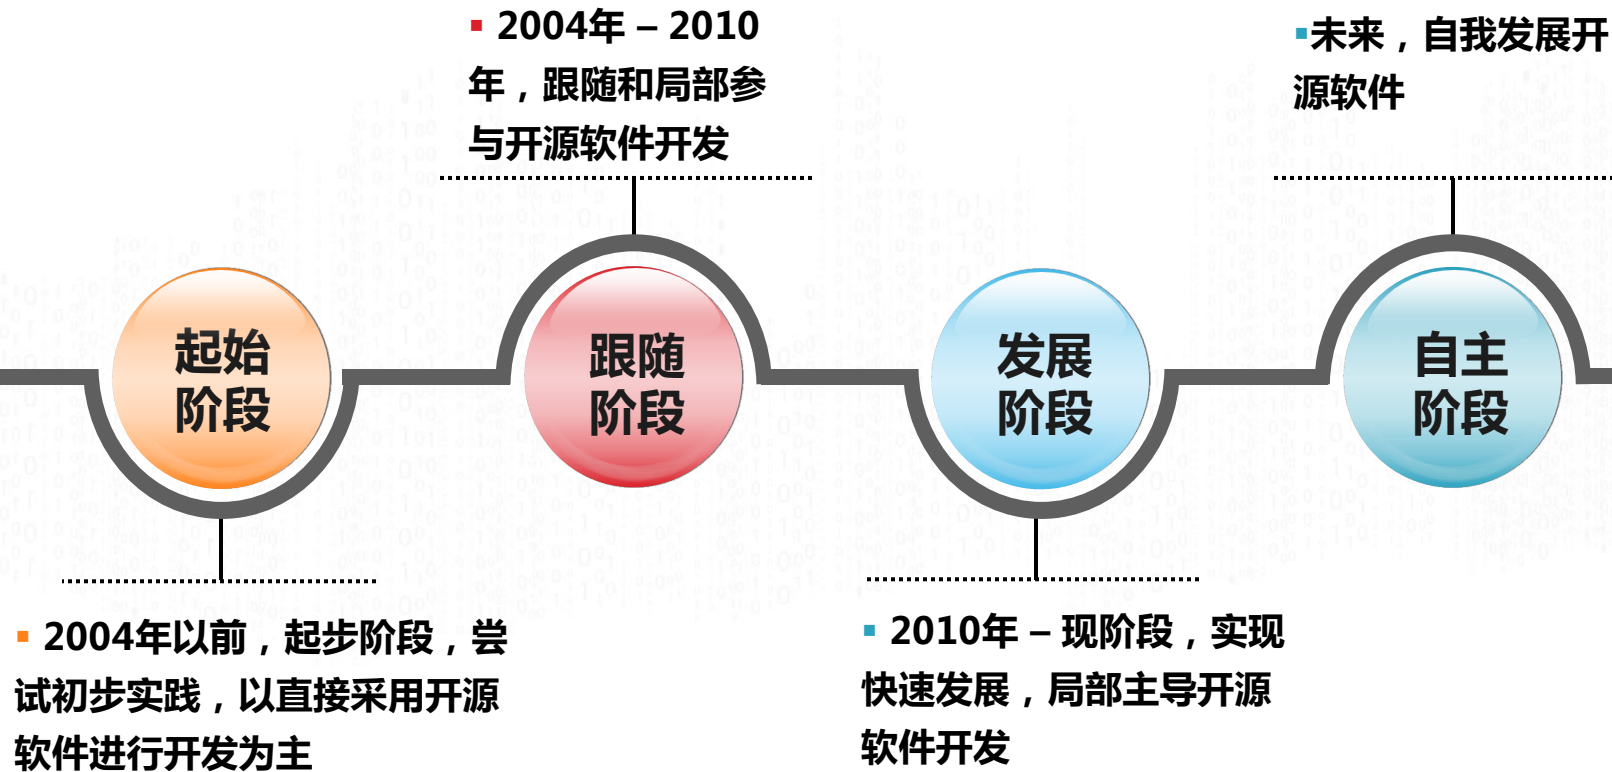 2004年 – 2010
年，跟随和局部参
与开源软件开发
未来，自我发展开
源软件
起始
阶段
跟随
阶段
发展
阶段
自主
阶段
2004年以前，起步阶段，尝
试初步实践，以直接采用开源
软件进行开发为主
2010年 – 现阶段，实现
快速发展，局部主导开源
软件开发